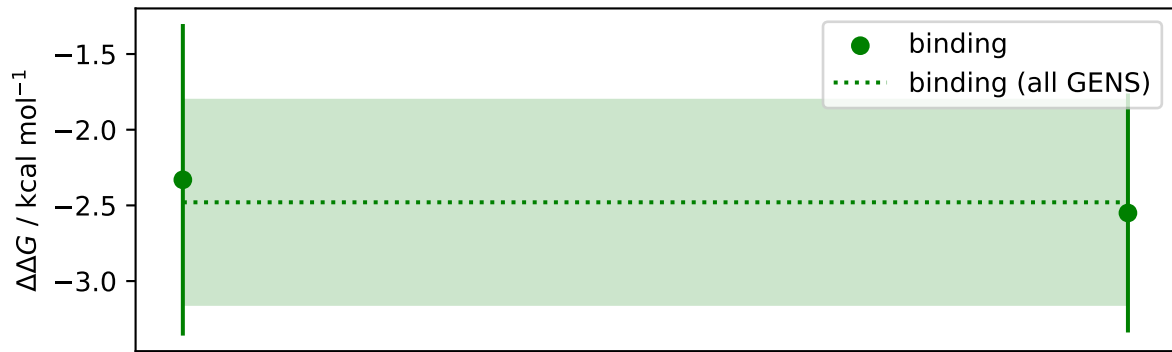 −1.5
−2.0
−2.5
−3.0
ΔΔG / kcal mol⁻¹
binding
binding (all GENS)